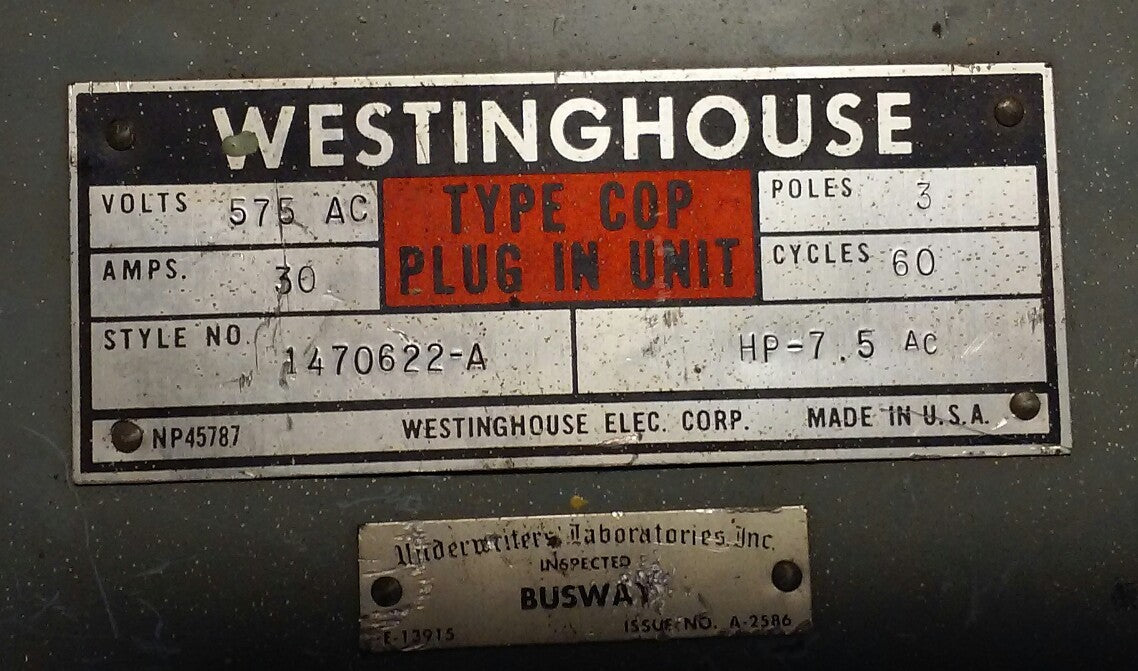 WESTINGHOUSE
VOLTS 575 AC
TYPE COP
POLES 3
AMPS. 30
PLUG IN UNIT
CYCLES 60
STYLE NO. 1470622-A
HP-7.5 AC
NP45787 WESTINGHOUSE ELEC. CORP. MADE IN U.S.A.
Underwriters' Laboratories, Inc.
INSPECTED
BUSWAY
E-13915 ISSUE NO. A-2586